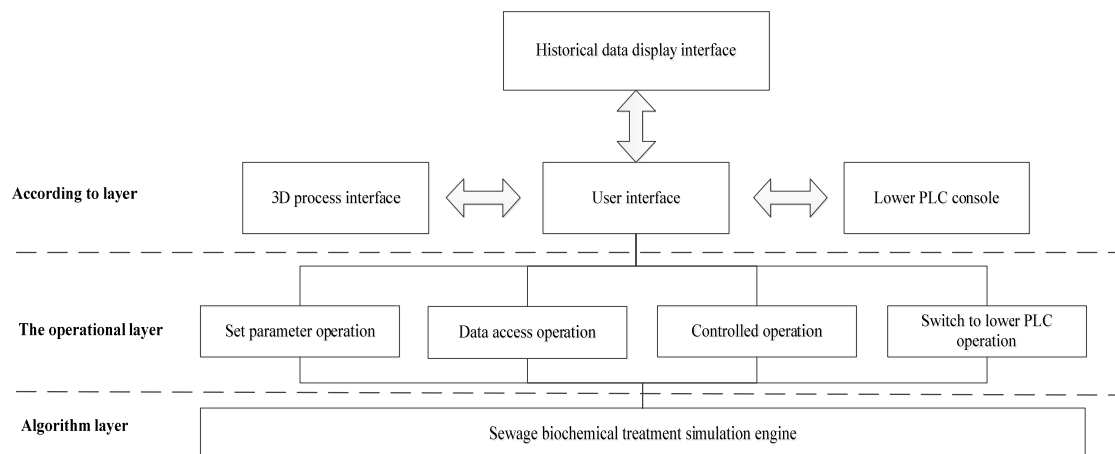 Historical data display interface
According to layer
3D process interface
User interface
Lower PLC console
The operational layer
Set parameter operation
Data access operation
Controlled operation
Switch to lower PLC
operation
Algorithm layer
Sewage biochemical treatment simulation engine